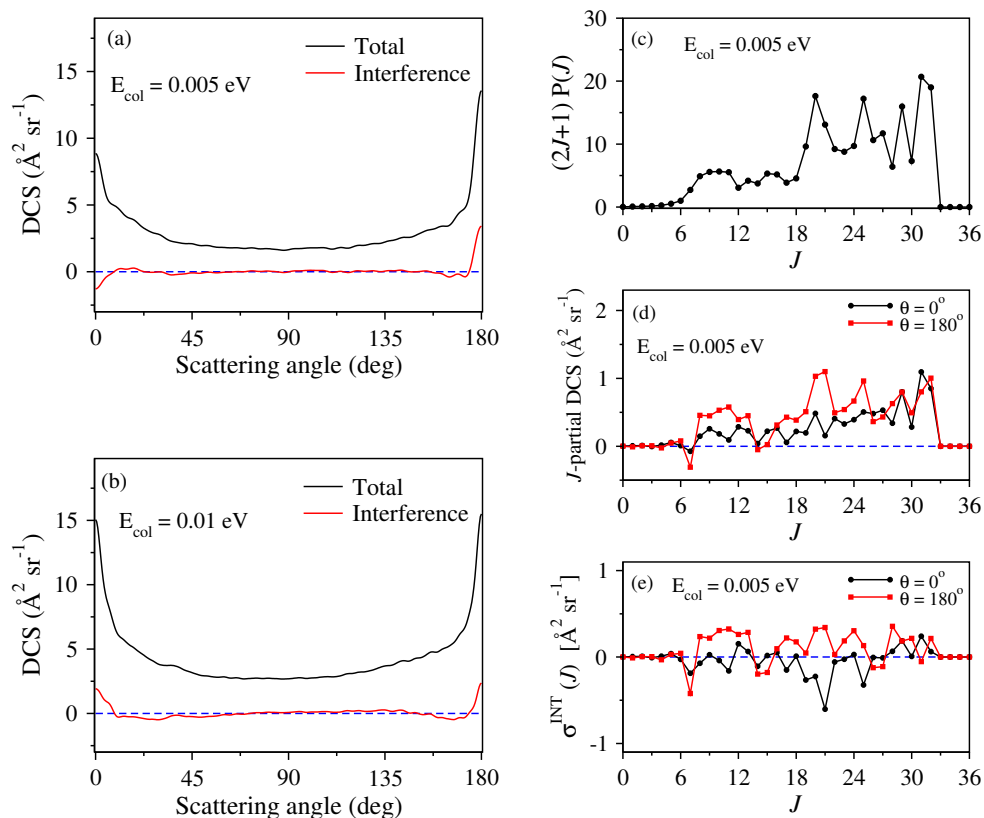 (a)
Total
Interference
E_col = 0.005 eV
15
10
5
0
DCS (Å² sr⁻¹)
0 45 90 135 180
Scattering angle (deg)
(b)
Total
Interference
E_col = 0.01 eV
15
10
5
0
DCS (Å² sr⁻¹)
0 45 90 135 180
Scattering angle (deg)
(c)
E_col = 0.005 eV
30
20
10
0
(2J+1) P(J)
0 6 12 18 24 30 36
J
(d)
θ = 0°
θ = 180°
E_col = 0.005 eV
2
1
0
J-partial DCS (Å² sr⁻¹)
0 6 12 18 24 30 36
J
(e)
E_col = 0.005 eV
θ = 0°
θ = 180°
1
0
-1
σ^INT (J) [Å² sr⁻¹]
0 6 12 18 24 30 36
J